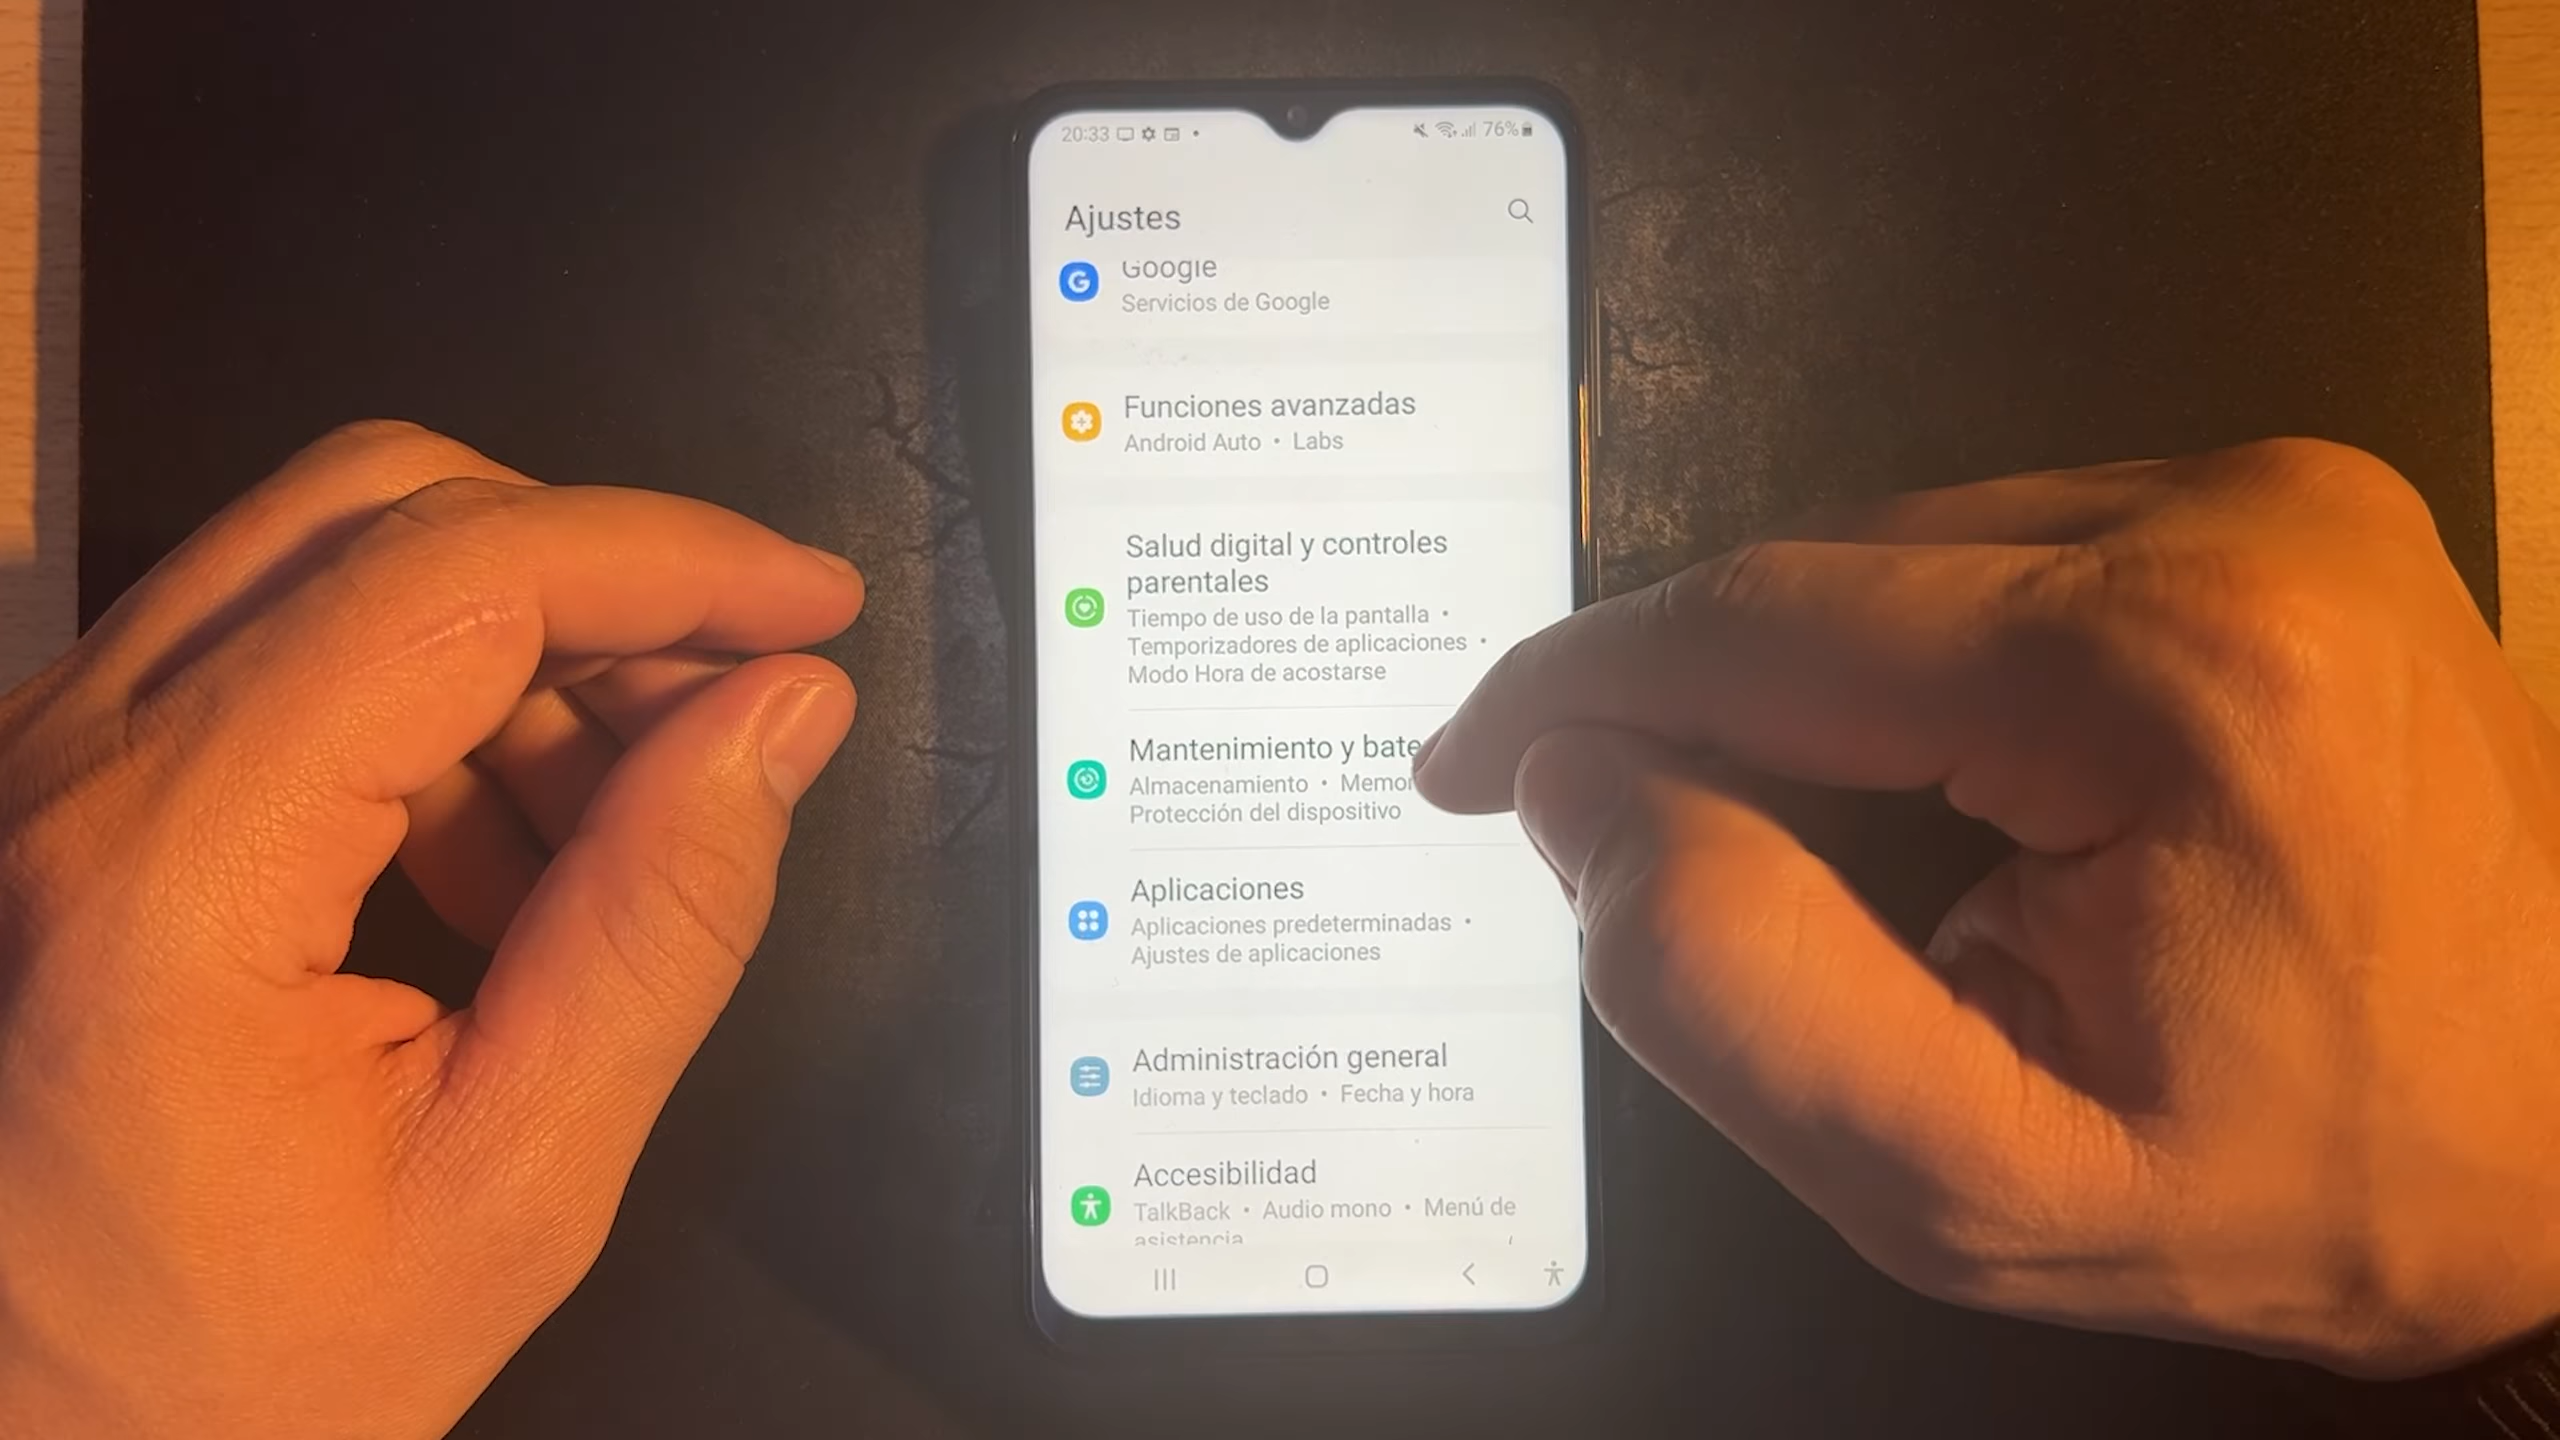 20:33
76%
Ajustes
Google
Servicios de Google
Funciones avanzadas
Android Auto • Labs
Salud digital y controles
parentales
Tiempo de uso de la pantalla •
Temporizadores de aplicaciones •
Modo Hora de acostarse
Mantenimiento y bate
Almacenamiento • Memor
Protección del dispositivo
Aplicaciones
Aplicaciones predeterminadas •
Ajustes de aplicaciones
Administración general
Idioma y teclado • Fecha y hora
Accesibilidad
TalkBack • Audio mono • Menú de
asistencia